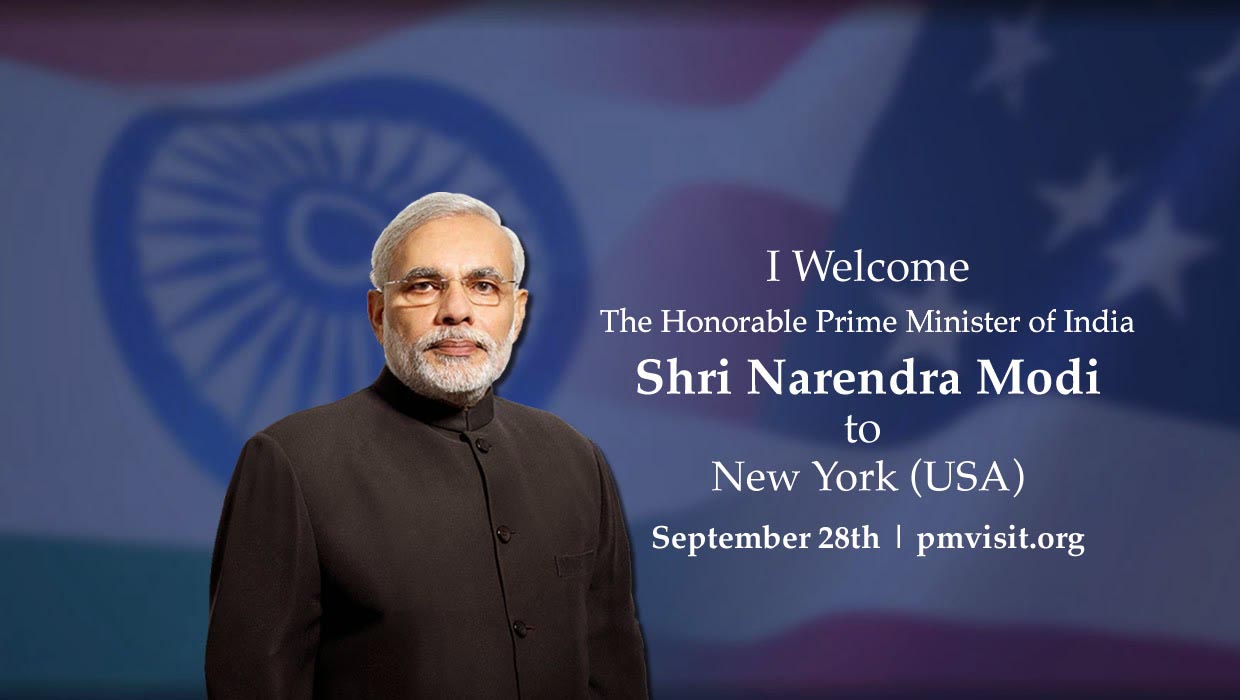 I Welcome
The Honorable Prime Minister of India
Shri Narendra Modi
to
New York (USA)
September 28th | pmvisit.org